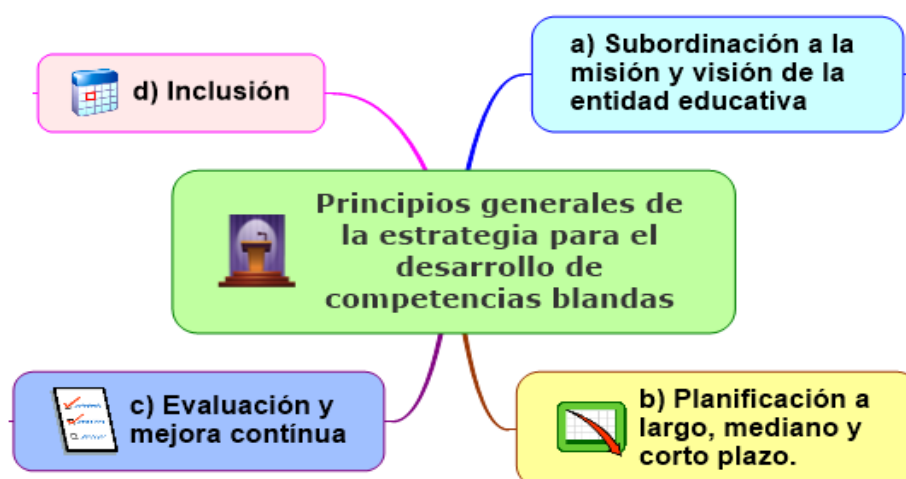 Principios generales de
la estrategia para el
desarrollo de
competencias blandas
a) Subordinación a la
misión y visión de la
entidad educativa
b) Planificación a
largo, mediano y
corto plazo.
c) Evaluación y
mejora contínua
d) Inclusión